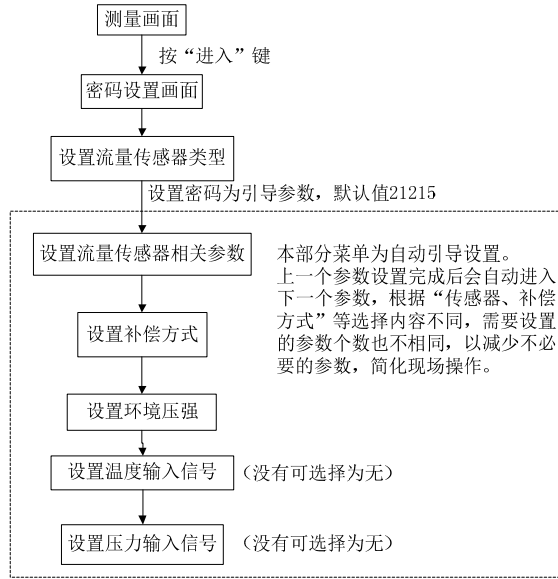 测量画面
按“进入”键
密码设置画面
设置流量传感器类型
设置密码为引导参数，默认值21215
设置流量传感器相关参数
本部分菜单为自动引导设置。
上一个参数设置完成后会自动进入
下一个参数，根据“传感器、补偿
方式”等选择内容不同，需要设置
的参数个数也不相同，以减少不必
要的参数，简化现场操作。
设置补偿方式
设置环境压强
设置温度输入信号
（没有可选择为无）
设置压力输入信号
（没有可选择为无）